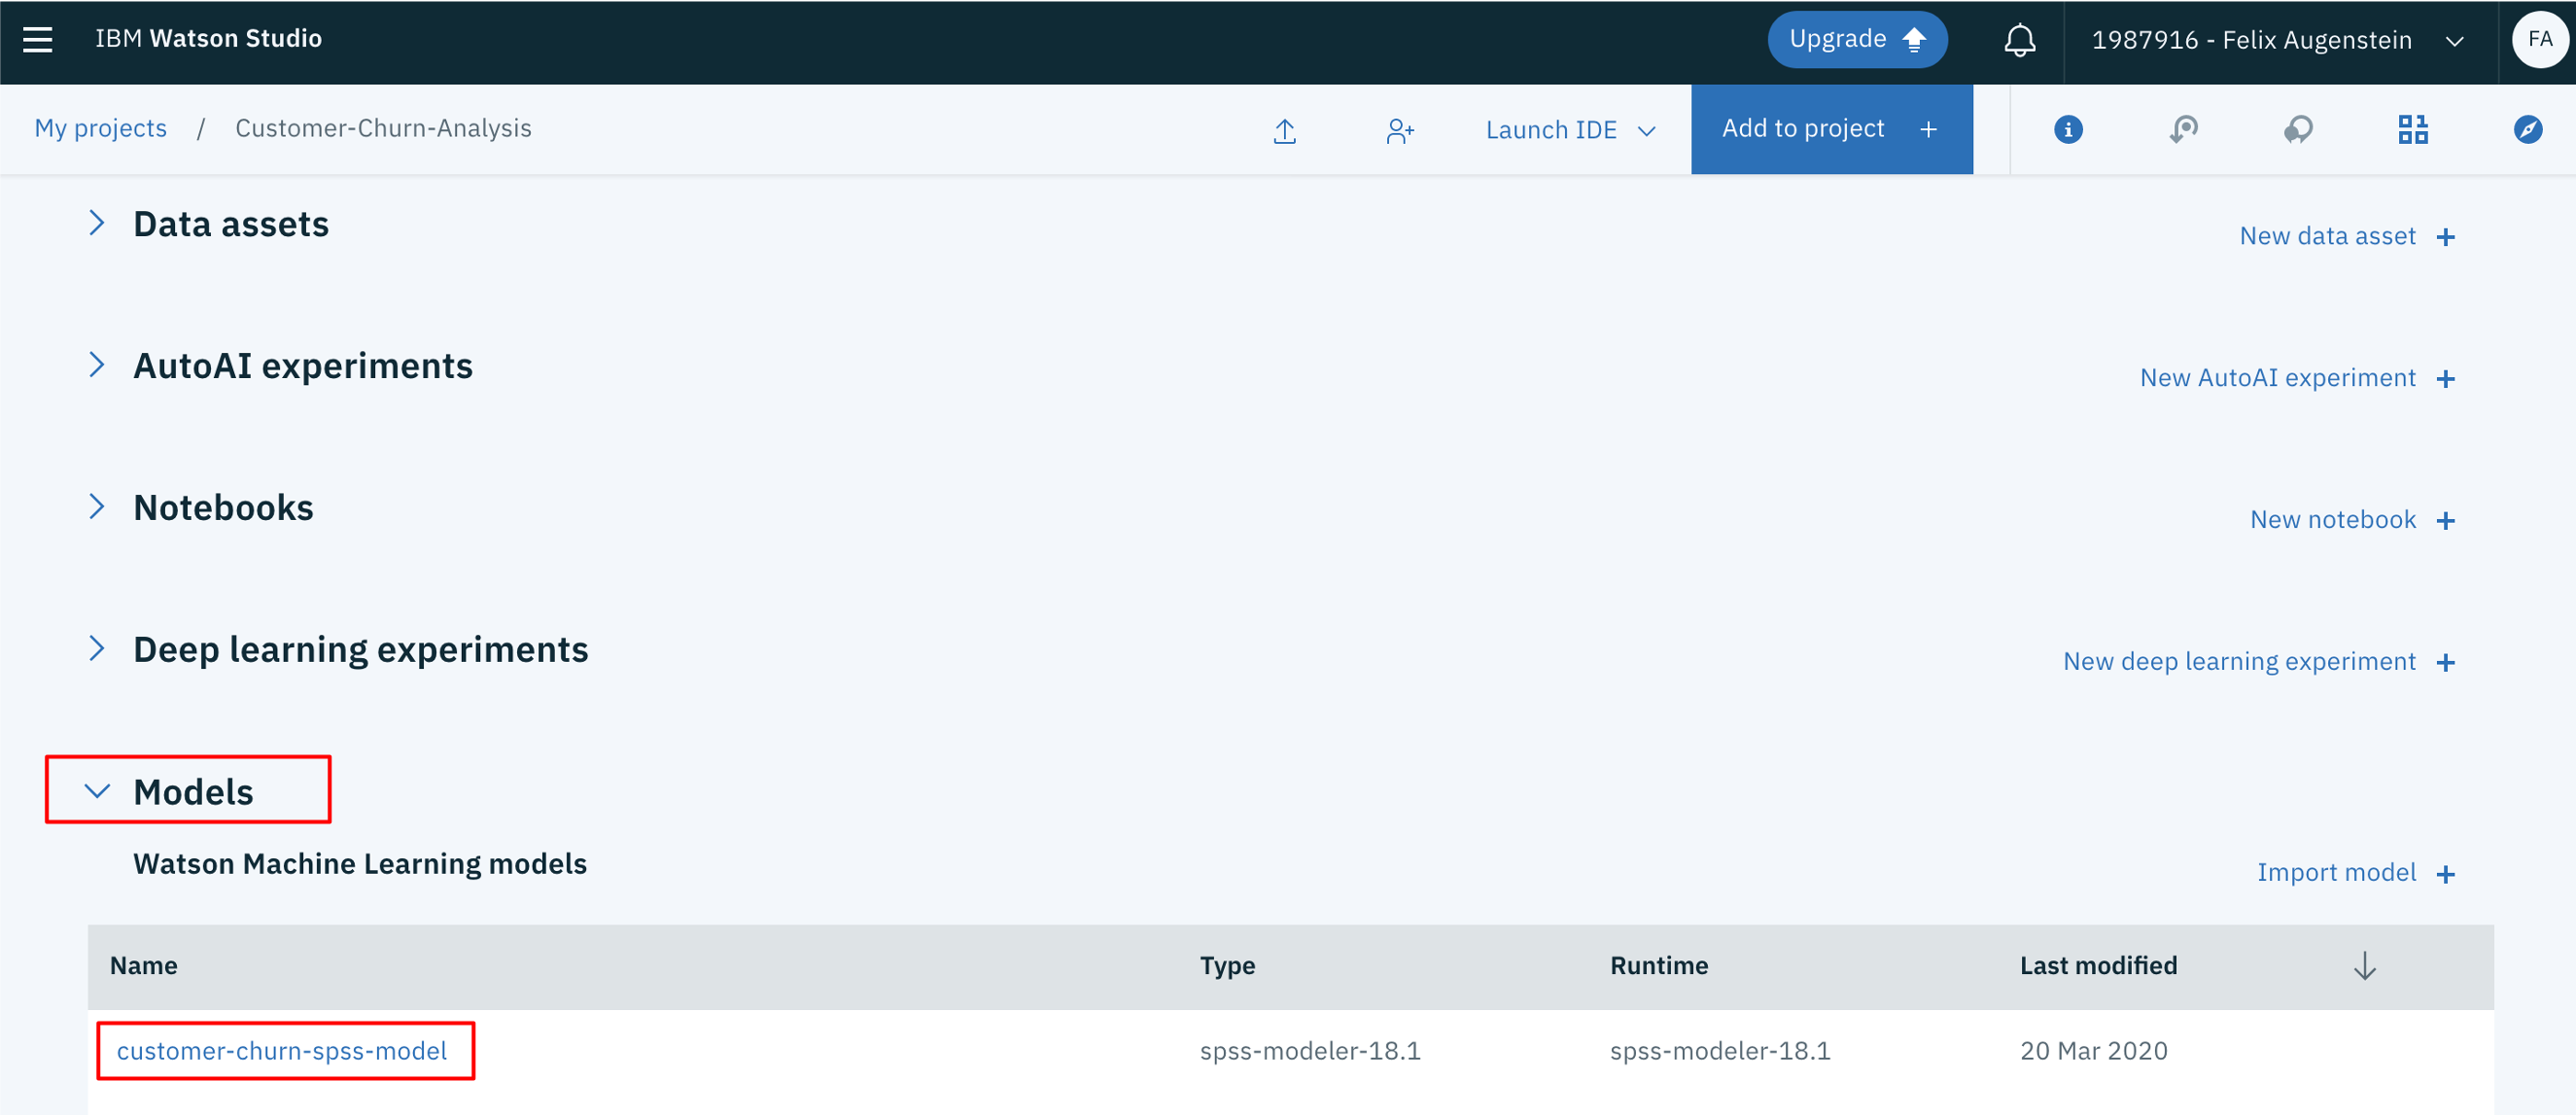 IBM Watson Studio
Upgrade
1987916 - Felix Augenstein
FA
My projects / Customer-Churn-Analysis
Launch IDE
Add to project +
Data assets
New data asset +
AutoAI experiments
New AutoAI experiment +
Notebooks
New notebook +
Deep learning experiments
New deep learning experiment +
Models
Watson Machine Learning models
Import model +
Name Type Runtime Last modified
customer-churn-spss-model spss-modeler-18.1 spss-modeler-18.1 20 Mar 2020